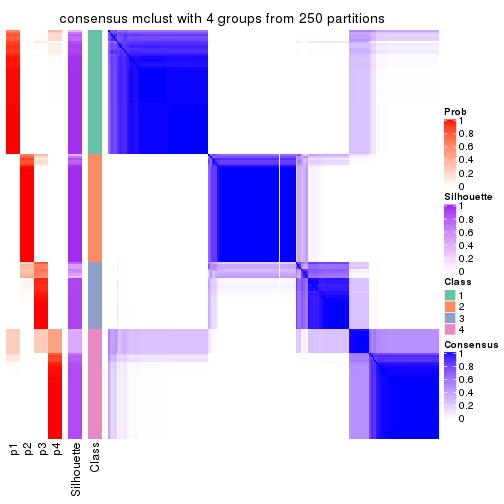 consensus mclust with 4 groups from 250 partitions
Prob
1
0.8
0.6
0.4
0.2
0
Silhouette
1
0.8
0.6
0.4
0.2
0
Class
1
2
3
4
Consensus
1
0.8
0.6
0.4
0.2
0
p1
p2
p3
p4
Silhouette
Class